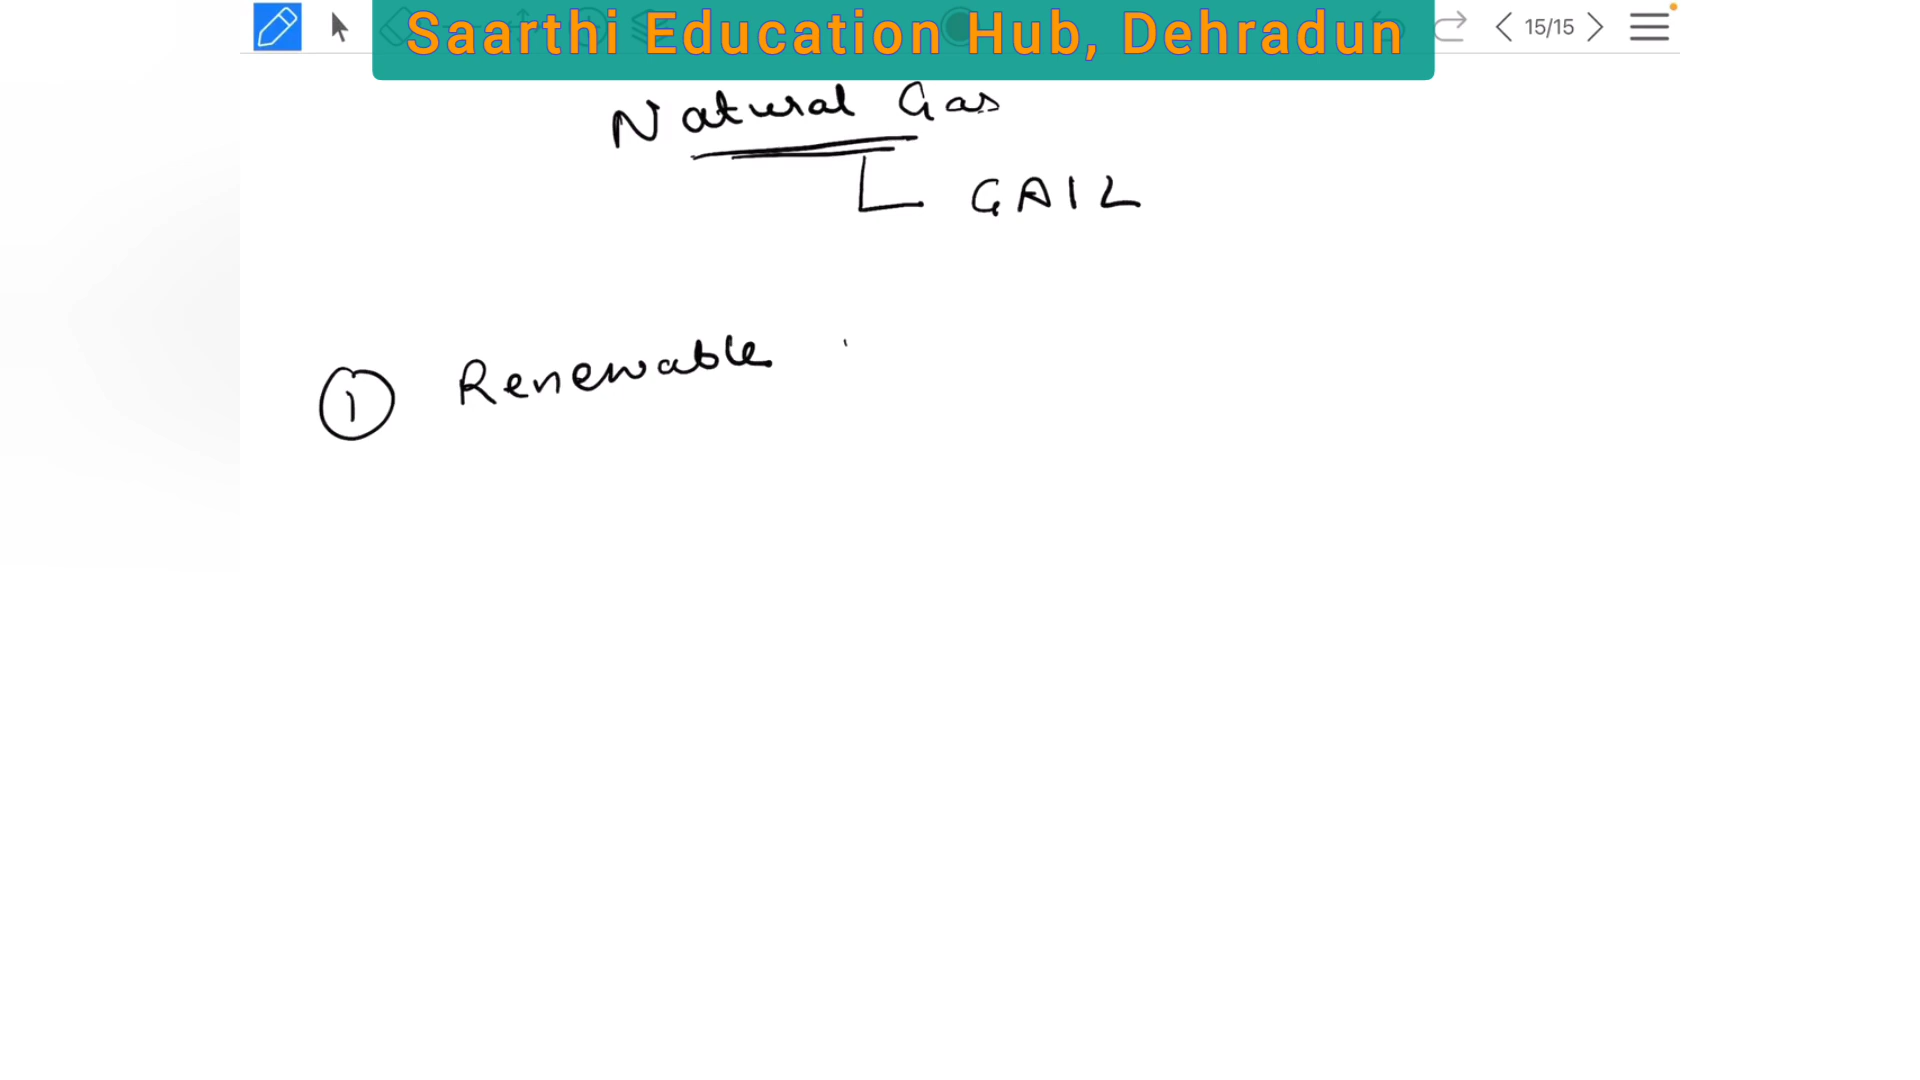 Saarthi Education Hub, Dehradun
15/15
Natural Gas
GAIL
1 Renewable